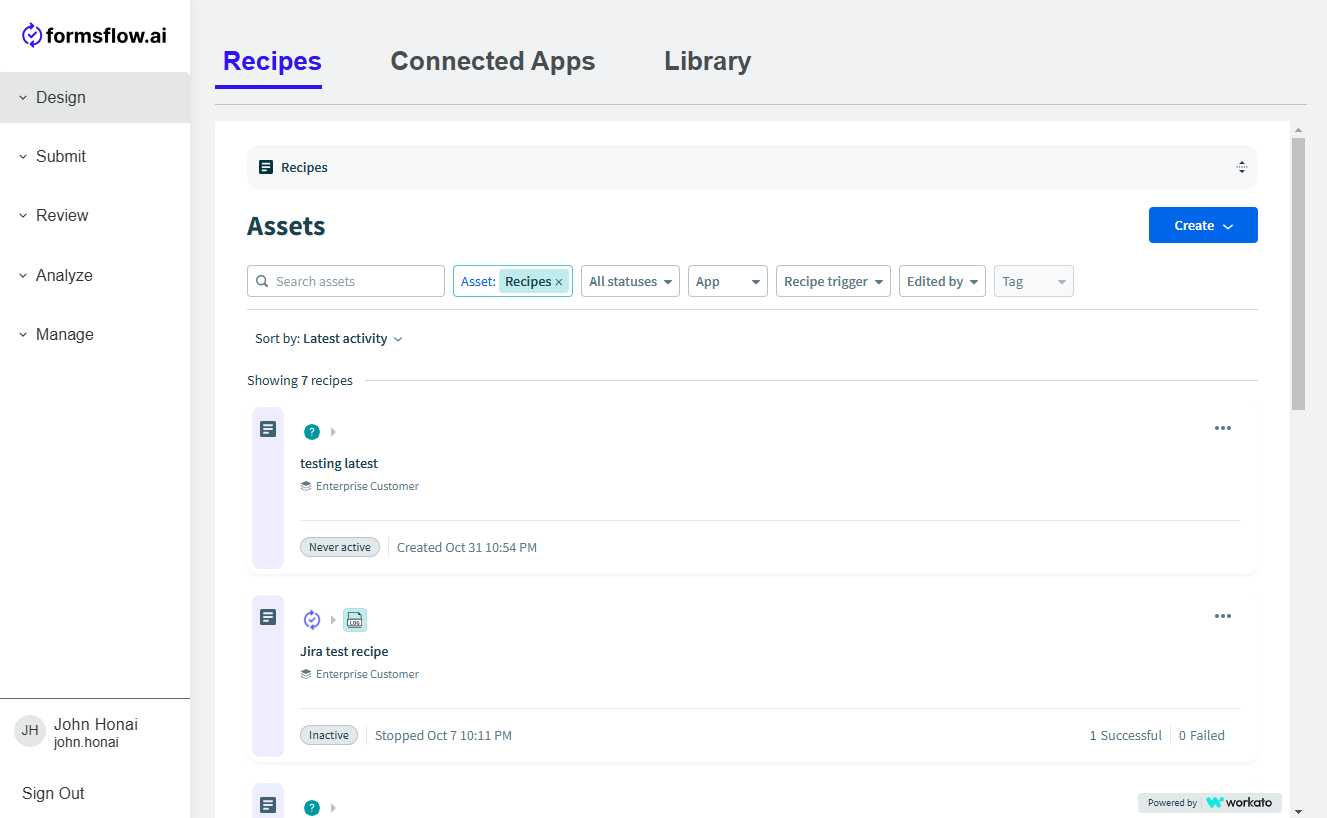 formsflow.ai
Design
Submit
Review
Analyze
Manage
JH
John Honai
john.honai
Sign Out
Recipes Connected Apps Library
Recipes
Assets
Create
Search assets
Asset: Recipes ×
All statuses
App
Recipe trigger
Edited by
Tag
Sort by: Latest activity
Showing 7 recipes
?
testing latest
Enterprise Customer
Never active
Created Oct 31 10:54 PM
LOG
Jira test recipe
Enterprise Customer
Inactive
Stopped Oct 7 10:11 PM
1 Successful
0 Failed
?
Powered by workato